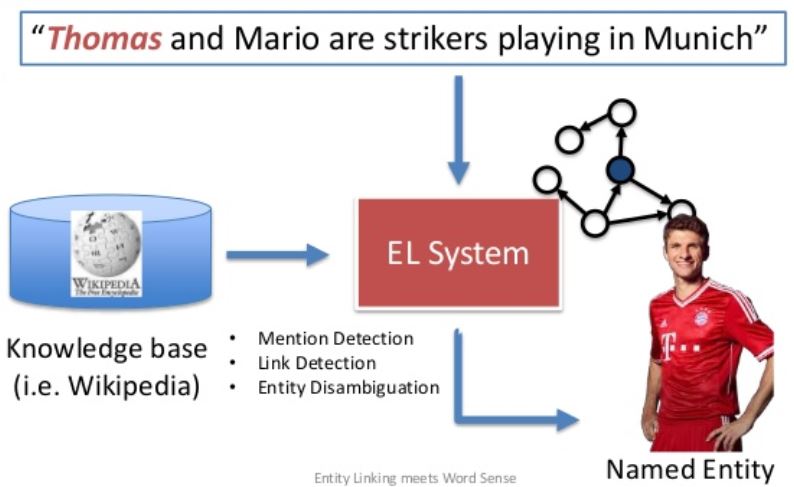 “Thomas and Mario are strikers playing in Munich”
EL System
WIKIPEDIA
The Free Encyclopedia
Knowledge base
(i.e. Wikipedia)
• Mention Detection
• Link Detection
• Entity Disambiguation
T
Named Entity
Entity Linking meets Word Sense